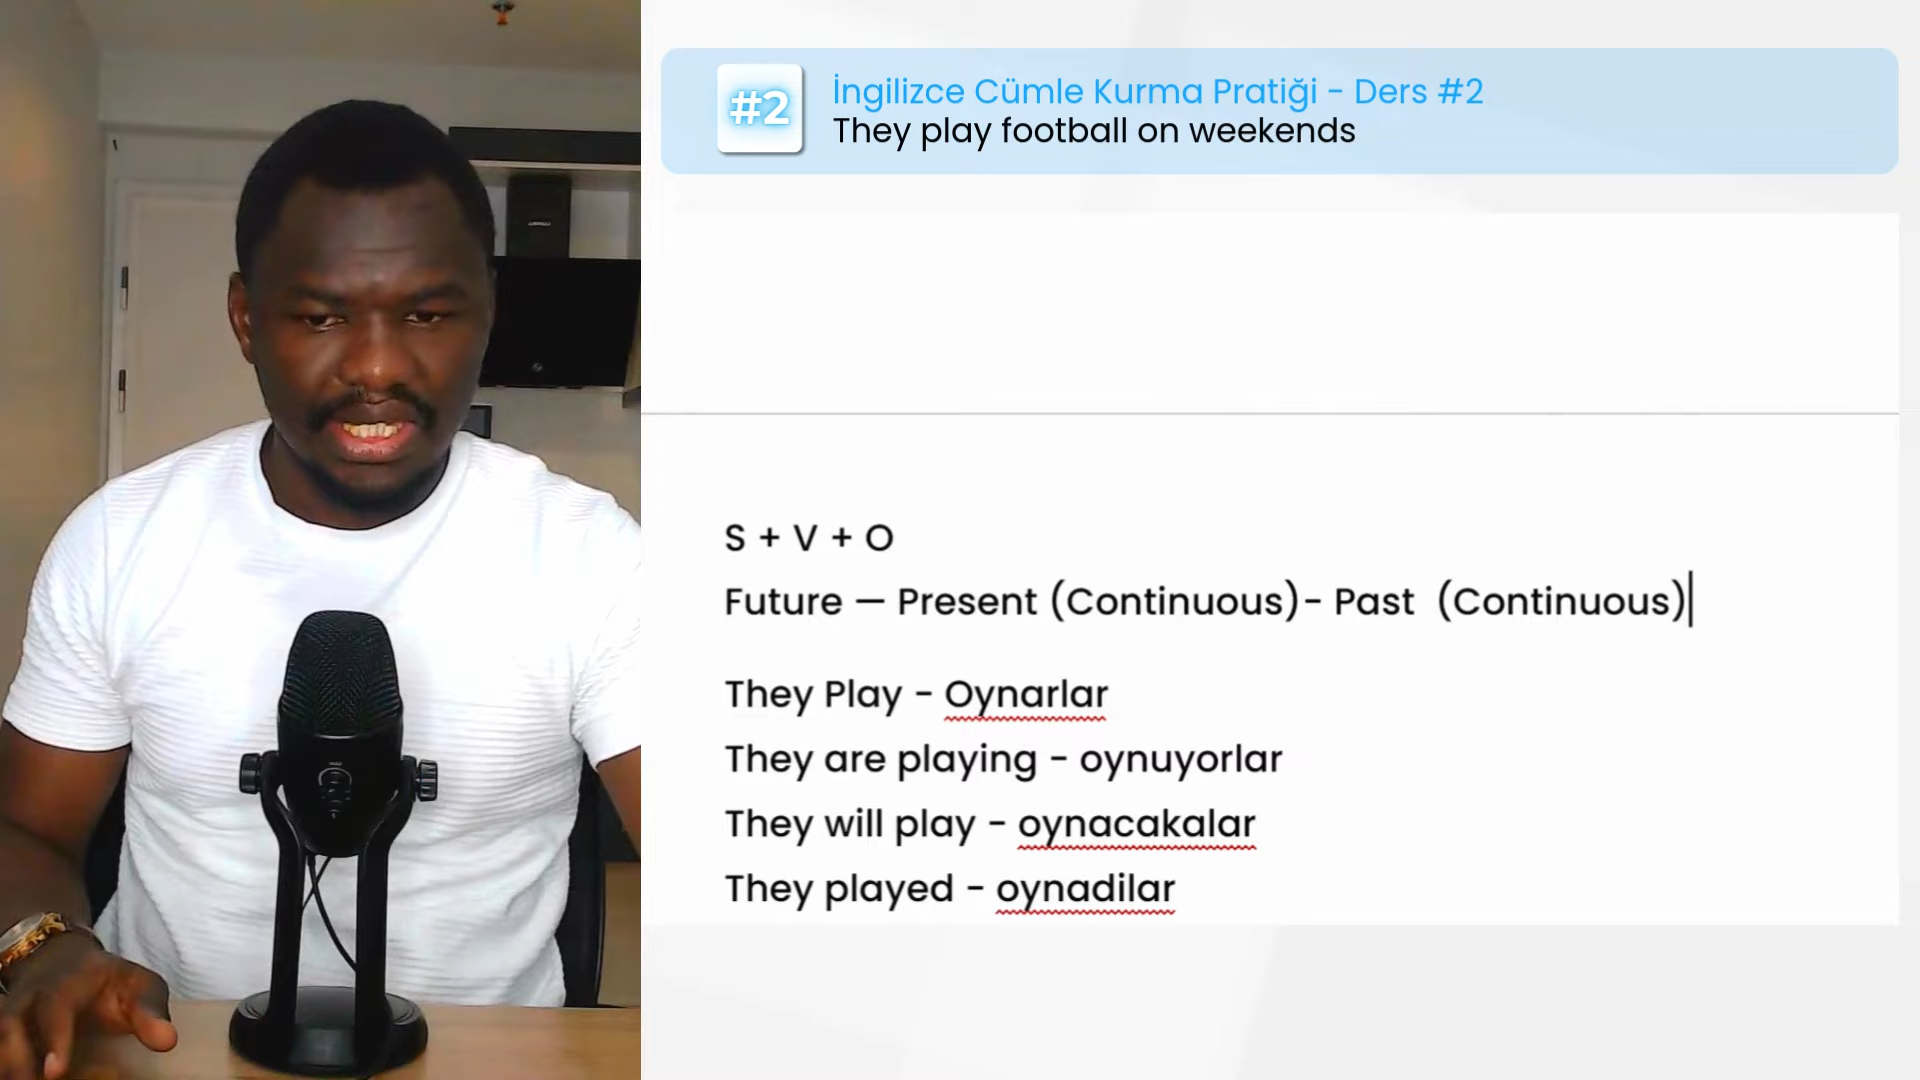 #2
İngilizce Cümle Kurma Pratiği - Ders #2
They play football on weekends
S + V + O
Future — Present (Continuous)- Past (Continuous)
They Play - Oynarlar
They are playing - oynuyorlar
They will play - oynacakalar
They played - oynadilar